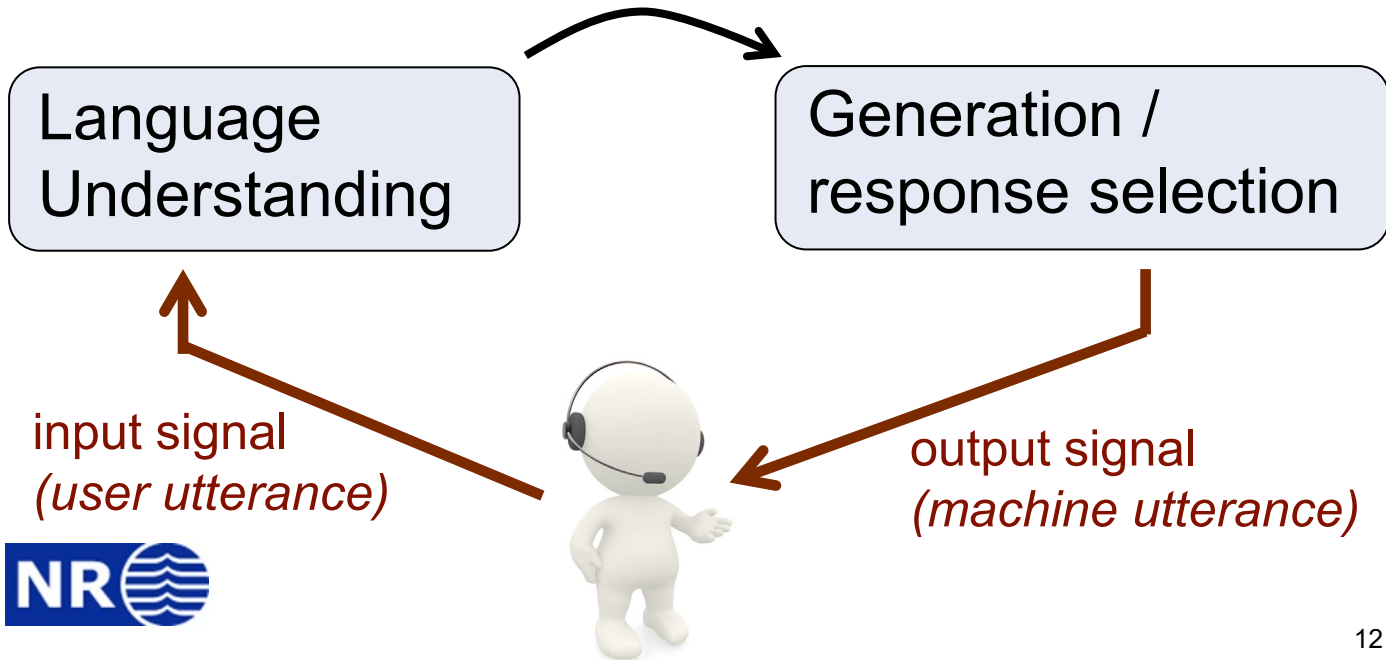 Language
Understanding
Generation /
response selection
input signal
(user utterance)
output signal
(machine utterance)
NR
12